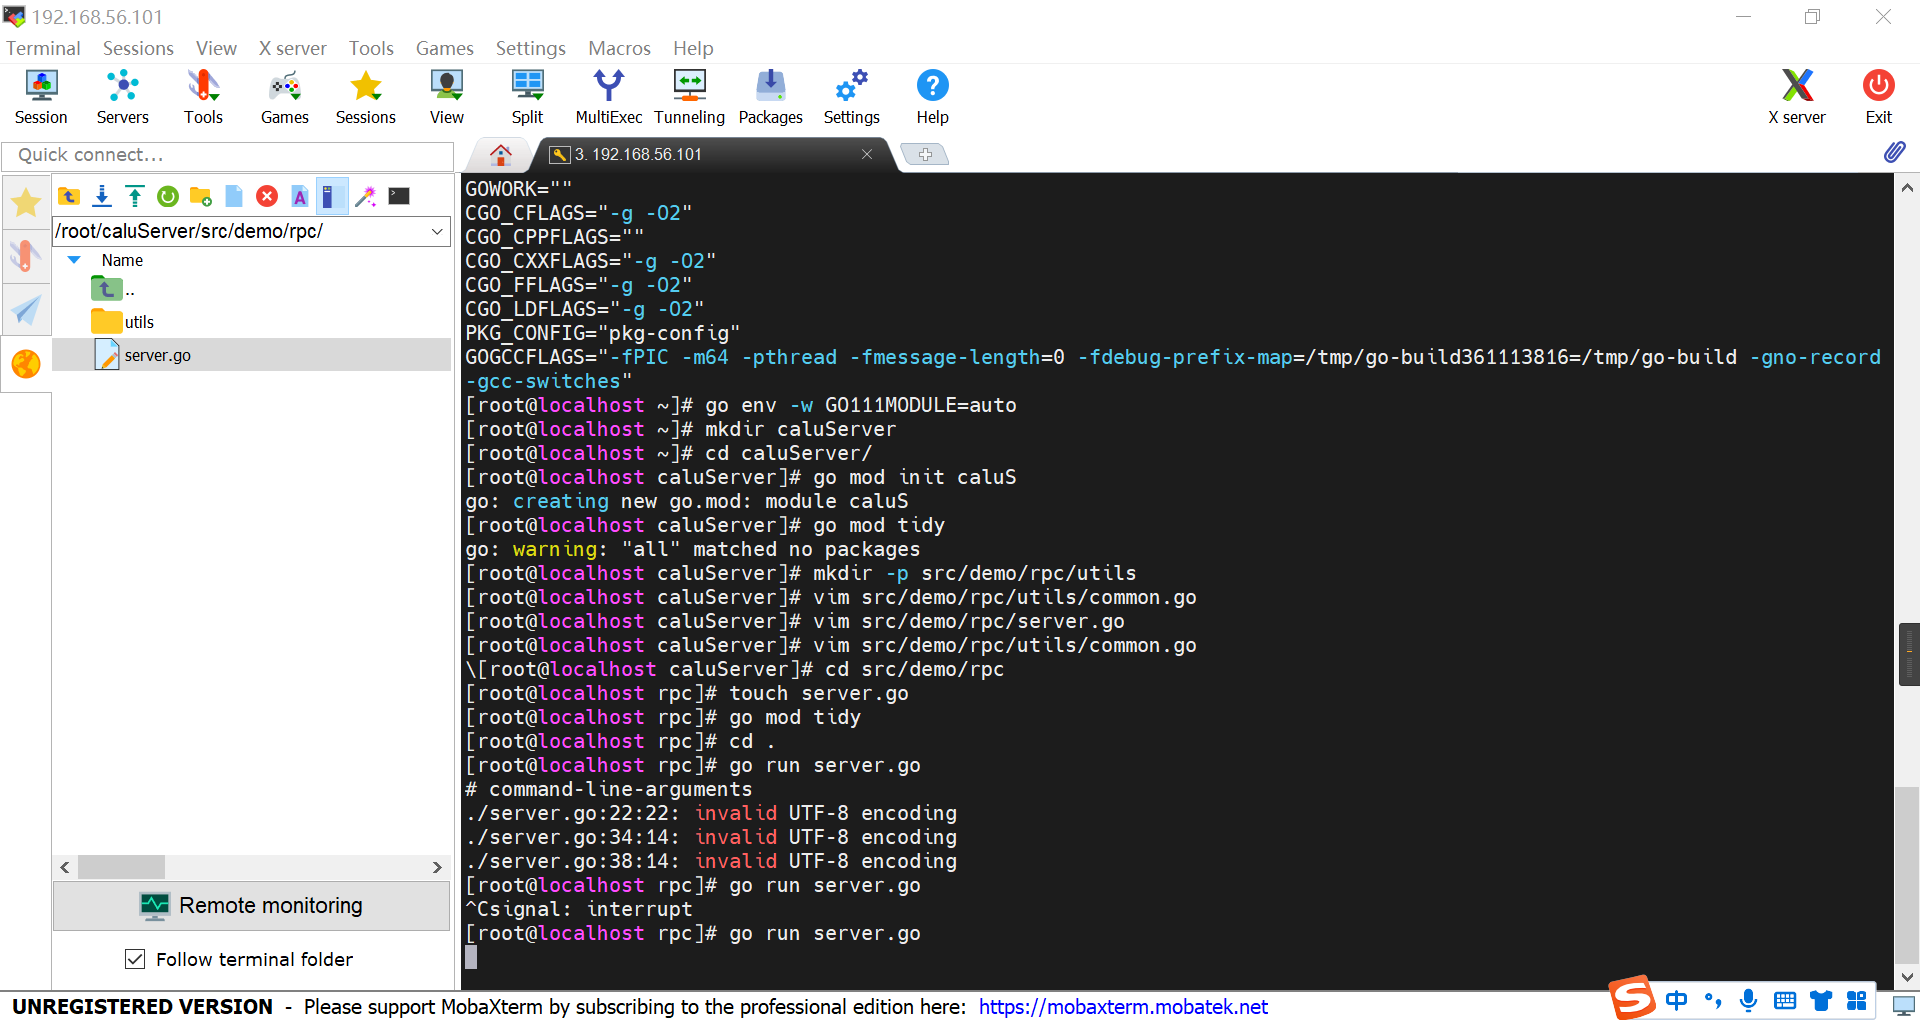 192.168.56.101
Terminal Sessions View X server Tools Games Settings Macros Help
Session Servers Tools Games Sessions View Split MultiExec Tunneling Packages Settings Help X server Exit
Quick connect...
3. 192.168.56.101
/root/caluServer/src/demo/rpc/
Name
..
utils
server.go
GOWORK=""
CGO_CFLAGS="-g -O2"
CGO_CPPFLAGS=""
CGO_CXXFLAGS="-g -O2"
CGO_FFLAGS="-g -O2"
CGO_LDFLAGS="-g -O2"
PKG_CONFIG="pkg-config"
GOGCCFLAGS="-fPIC -m64 -pthread -fmessage-length=0 -fdebug-prefix-map=/tmp/go-build361113816=/tmp/go-build -gno-record
-gcc-switches"
[root@localhost ~]# go env -w GO111MODULE=auto
[root@localhost ~]# mkdir caluServer
[root@localhost ~]# cd caluServer/
[root@localhost caluServer]# go mod init caluS
go: creating new go.mod: module caluS
[root@localhost caluServer]# go mod tidy
go: warning: "all" matched no packages
[root@localhost caluServer]# mkdir -p src/demo/rpc/utils
[root@localhost caluServer]# vim src/demo/rpc/utils/common.go
[root@localhost caluServer]# vim src/demo/rpc/server.go
[root@localhost caluServer]# vim src/demo/rpc/utils/common.go
\[root@localhost caluServer]# cd src/demo/rpc
[root@localhost rpc]# touch server.go
[root@localhost rpc]# go mod tidy
[root@localhost rpc]# cd .
[root@localhost rpc]# go run server.go
# command-line-arguments
./server.go:22:22: invalid UTF-8 encoding
./server.go:34:14: invalid UTF-8 encoding
./server.go:38:14: invalid UTF-8 encoding
[root@localhost rpc]# go run server.go
^Csignal: interrupt
[root@localhost rpc]# go run server.go
Remote monitoring
Follow terminal folder
UNREGISTERED VERSION - Please support MobaXterm by subscribing to the professional edition here: https://mobaxterm.mobatek.net
中